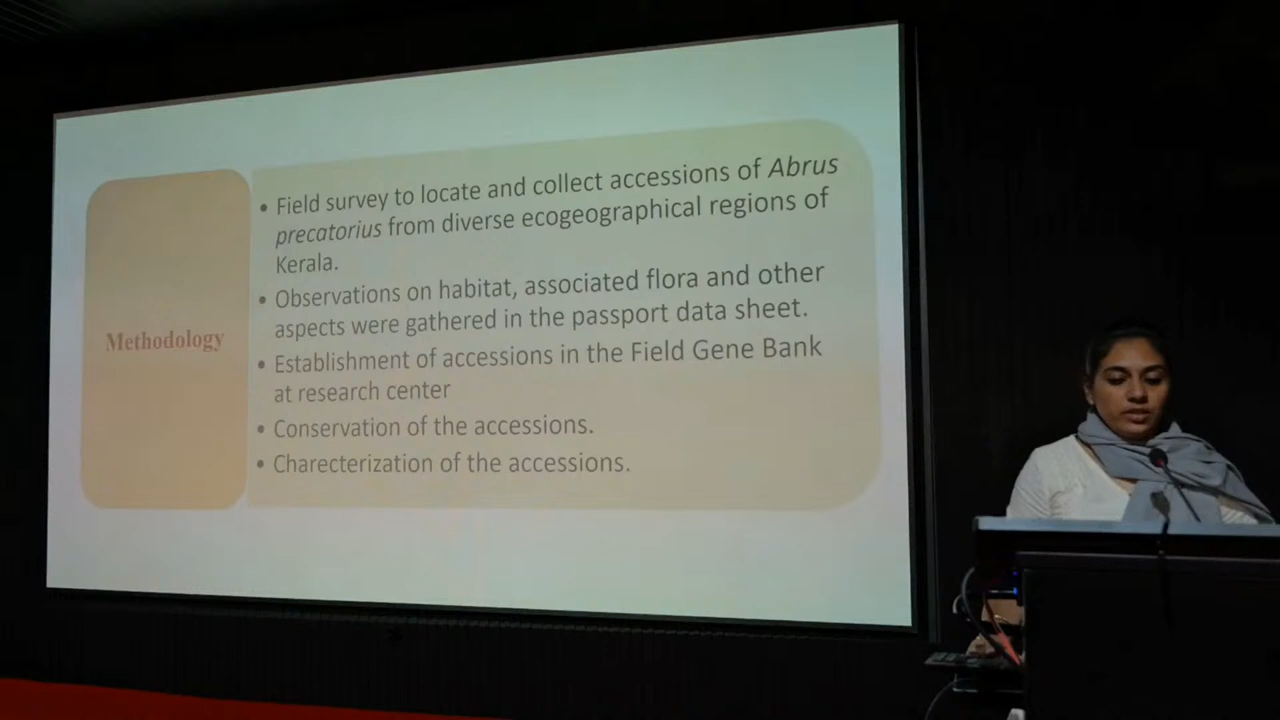 Methodology
• Field survey to locate and collect accessions of Abrus
precatorius from diverse ecogeographical regions of
Kerala.
• Observations on habitat, associated flora and other
aspects were gathered in the passport data sheet.
• Establishment of accessions in the Field Gene Bank
at research center
• Conservation of the accessions.
• Charecterization of the accessions.